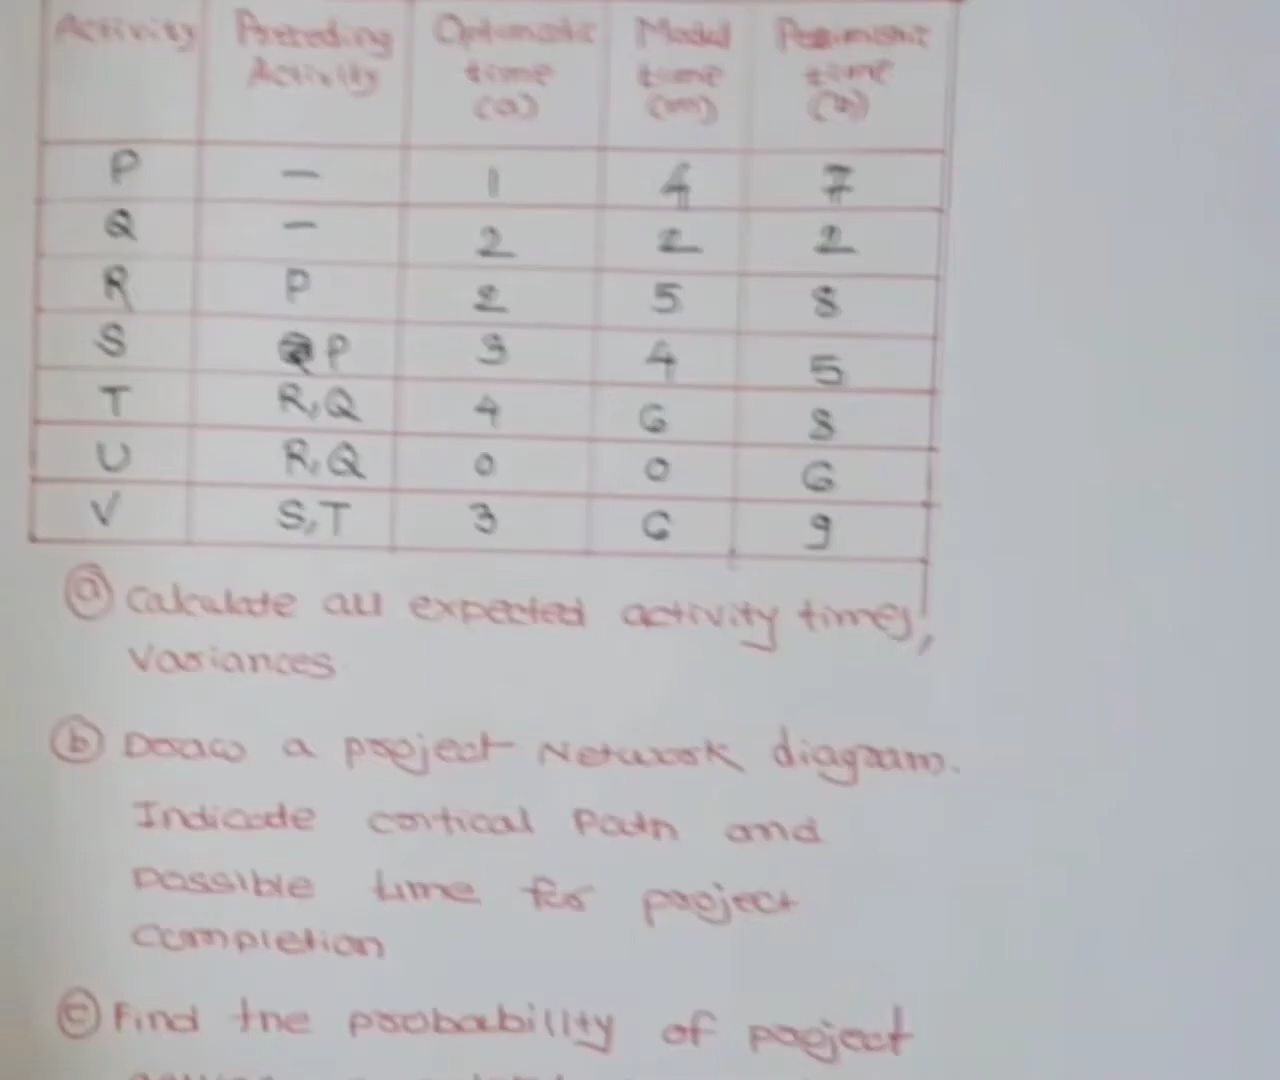 Activity Preceding Activity Optimistic time (a) Modal time (m) Pessimistic time (b)
P — 1 4 7
Q — 2 2 2
R P 2 5 8
S P 3 4 5
T R,Q 4 6 8
U R,Q 0 0 6
V S,T 3 6 9
ⓐ Calculate all expected activity times,
Variances
ⓑ Draw a project Network diagram.
Indicade cortical Path and
possible time for project
completion
ⓒ Find the probability of project